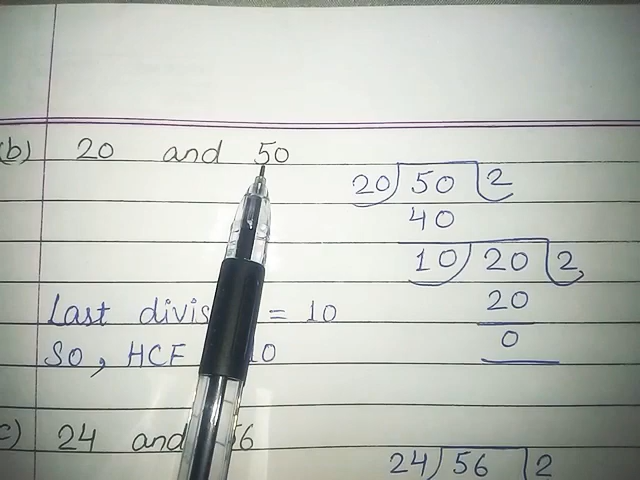 (b) 20 and 50
20) 50 (2
40
10) 20 (2
20
0
Last = 10
So, HCF 10
c) 24 and 56
24) 56 (2